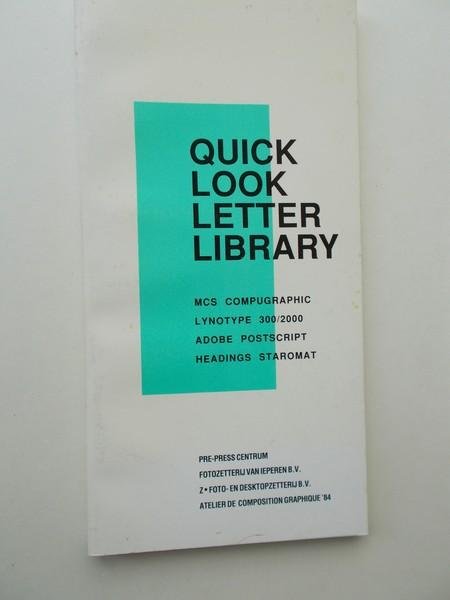 QUICK
LOOK
LETTER
LIBRARY
MCS COMPUGRAPHIC
LYNOTYPE 300/2000
ADOBE POSTSCRIPT
HEADINGS STAROMAT
PRE-PRESS CENTRUM
FOTOZETTERIJ VAN IEPEREN B.V.
Z★FOTO- EN DESKTOPZETTERIJ B.V.
ATELIER DE COMPOSITION GRAPHIQUE '84